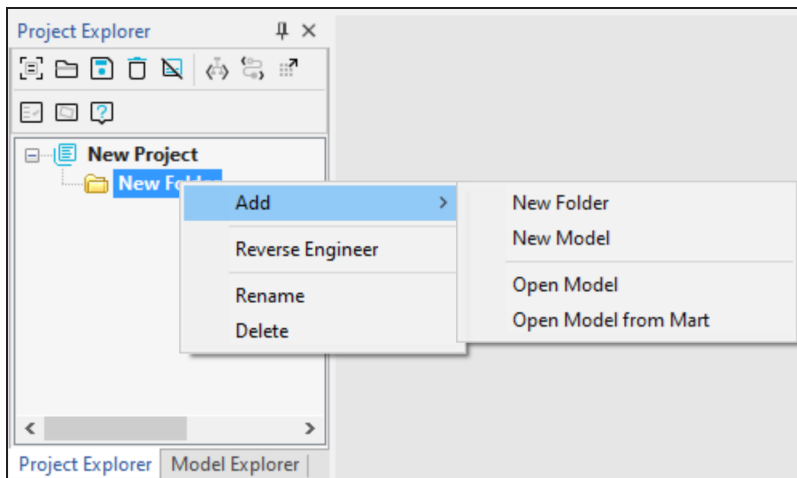 Project Explorer
New Project
New Folder
Add
New Folder
New Model
Reverse Engineer
Open Model
Rename
Open Model from Mart
Delete
Project Explorer
Model Explorer